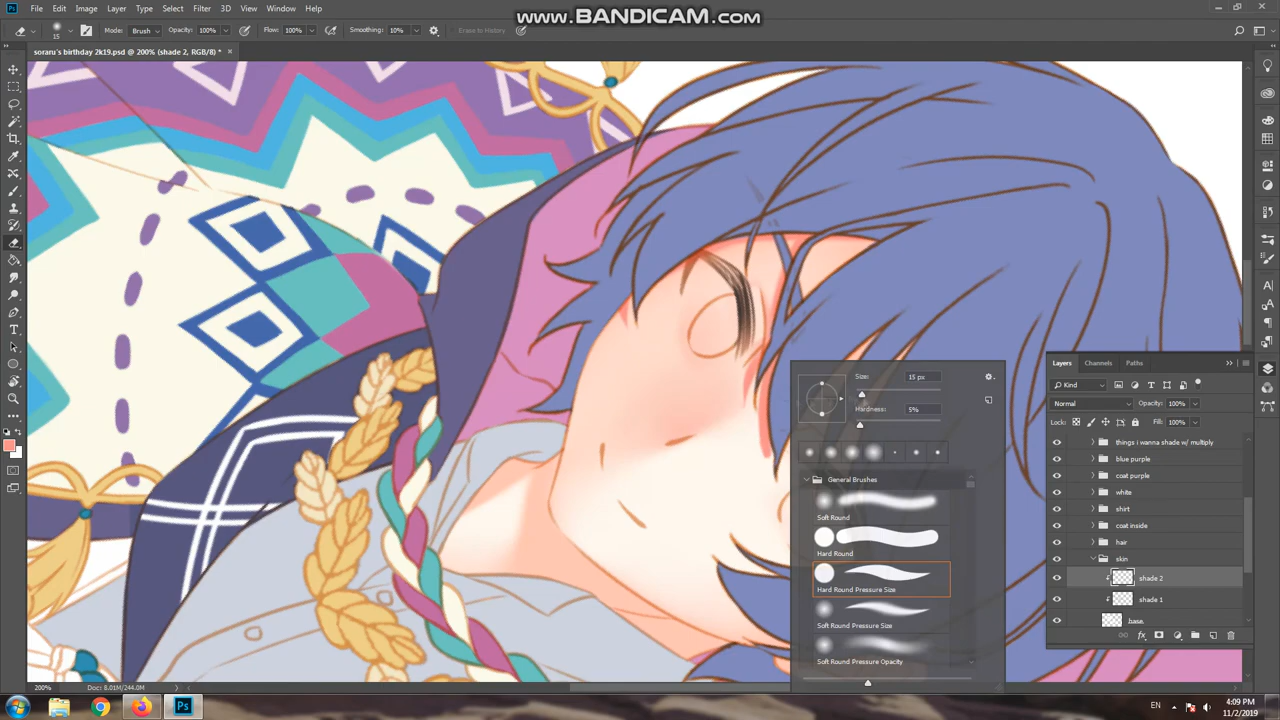 www.BANDICAM.com
File Edit Image Layer Type Select Filter 3D View Window Help
15 Mode: Brush Opacity: 100% Flow: 100% Smoothing: 10% Erase to History
soraru's birthday 2k19.psd @ 200% (shade 2, RGB/8) *
Size: 15 px
Hardness: 5%
General Brushes
Soft Round
Hard Round
Hard Round Pressure Size
Soft Round Pressure Size
Soft Round Pressure Opacity
Layers Channels Paths
Kind
Normal Opacity: 100%
Lock: Fill: 100%
things i wanna shade w/ multiply
blue purple
coat purple
white
shirt
coat inside
hair
skin
shade 2
shade 1
base
200% Doc: 8.01M/244.0M
EN 4:09 PM
11/2/2019